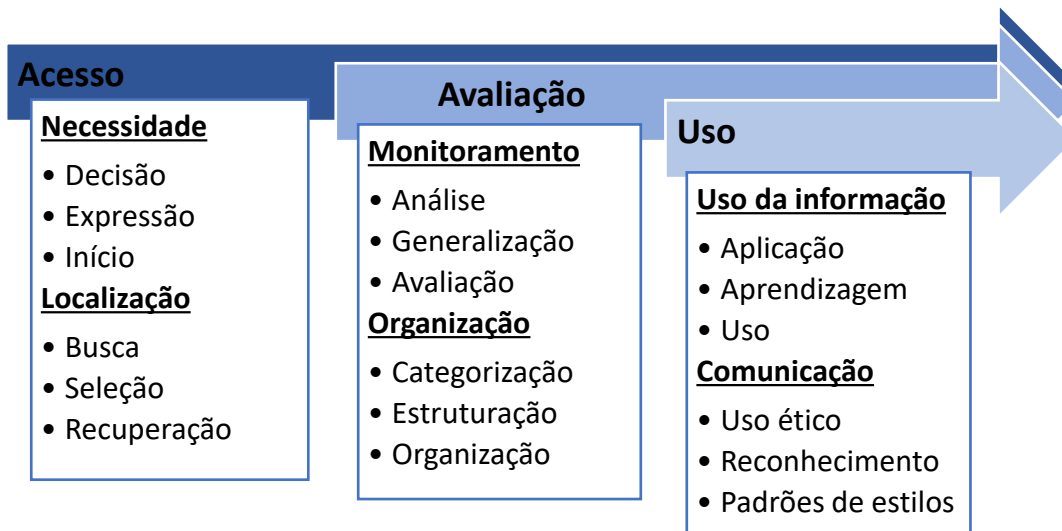 Acesso
Necessidade
• Decisão
• Expressão
• Início
Localização
• Busca
• Seleção
• Recuperação
Avaliação
Monitoramento
• Análise
• Generalização
• Avaliação
Organização
• Categorização
• Estruturação
• Organização
Uso
Uso da informação
• Aplicação
• Aprendizagem
• Uso
Comunicação
• Uso ético
• Reconhecimento
• Padrões de estilos